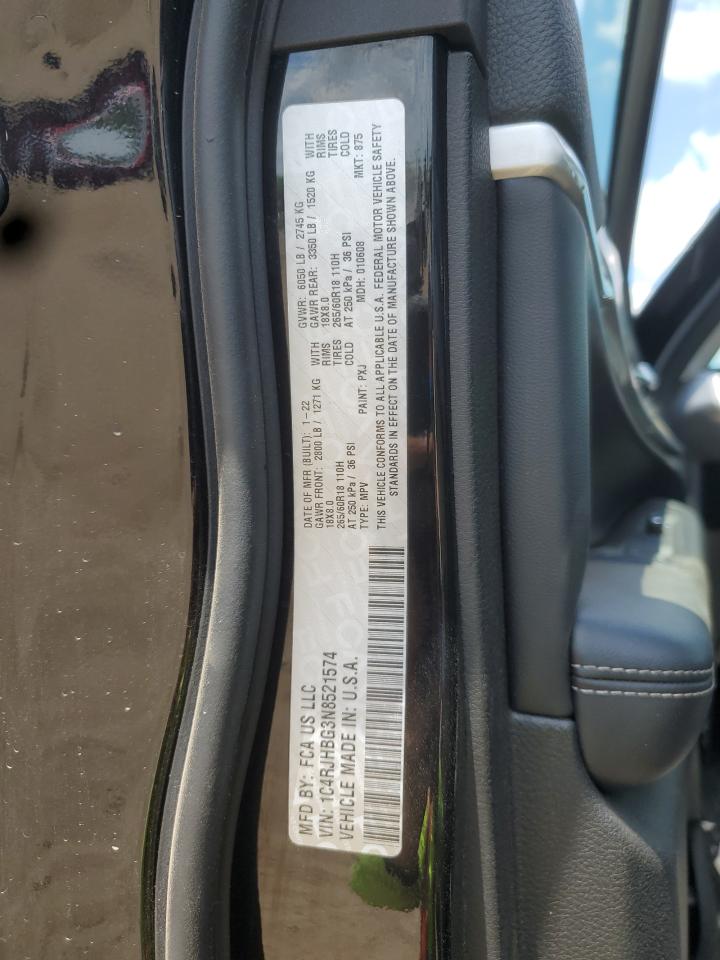 MFD BY: FCA US LLC
VIN: 1C4RJHBG3N8521574
VEHICLE MADE IN: U.S.A.
DATE OF MFR (BUILT): 1-22 GVWR: 6050 LB / 2745 KG
GAWR FRONT: 2800 LB / 1271 KG WITH GAWR REAR: 3350 LB / 1520 KG WITH
18X8.0 RIMS 18X8.0 RIMS
265/60R18 110H TIRES 265/60R18 110H TIRES
AT 250 kPa / 36 PSI COLD AT 250 kPa / 36 PSI COLD
TYPE: MPV PAINT: PXJ MDH: 010608 MKT: 875
THIS VEHICLE CONFORMS TO ALL APPLICABLE U.S.A. FEDERAL MOTOR VEHICLE SAFETY
STANDARDS IN EFFECT ON THE DATE OF MANUFACTURE SHOWN ABOVE.